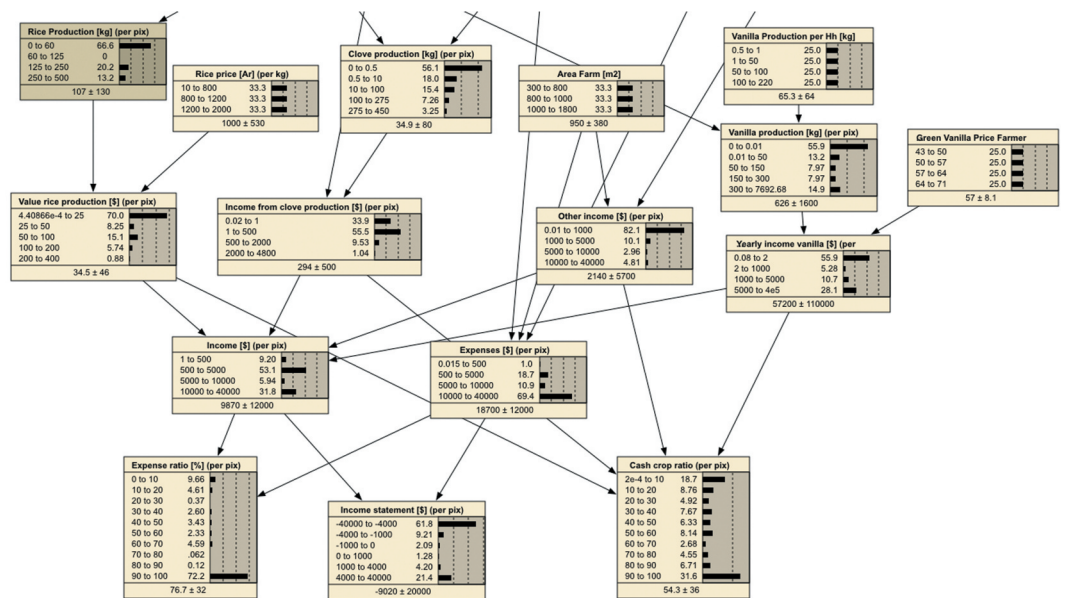 Rice Production [kg] (per pix)
0 to 60 66.6
60 to 125 0
125 to 250 20.2
250 to 500 13.2
107 ± 130
Rice price [Ar] (per kg)
10 to 800 33.3
800 to 1200 33.3
1200 to 2000 33.3
1000 ± 530
Clove production [kg] (per pix)
0 to 0.5 56.1
0.5 to 10 18.0
10 to 100 15.4
100 to 275 7.26
275 to 450 3.25
34.9 ± 80
Area Farm [m2]
300 to 800 33.3
800 to 1000 33.3
1000 to 1800 33.3
950 ± 380
Vanilla Production per Hh [kg]
0.5 to 1 25.0
1 to 50 25.0
50 to 100 25.0
100 to 220 25.0
65.3 ± 64
Vanilla production [kg] (per pix)
0 to 0.01 55.9
0.01 to 50 13.2
50 to 150 7.97
150 to 300 7.97
300 to 7692.68 14.9
626 ± 1600
Green Vanilla Price Farmer
43 to 50 25.0
50 to 57 25.0
57 to 64 25.0
64 to 71 25.0
57 ± 8.1
Value rice production [$] (per pix)
4.40866e-4 to 25 70.0
25 to 50 8.25
50 to 100 15.1
100 to 200 5.74
200 to 400 0.88
34.5 ± 46
Income from clove production [$] (per pix)
0.02 to 1 33.9
1 to 500 55.5
500 to 2000 9.53
2000 to 4800 1.04
294 ± 500
Other income [$] (per pix)
0.01 to 1000 82.1
1000 to 5000 10.1
5000 to 10000 2.96
10000 to 40000 4.81
2140 ± 5700
Yearly income vanilla [$] (per
0.08 to 2 55.9
2 to 1000 5.28
1000 to 5000 10.7
5000 to 4e5 28.1
57200 ± 110000
Income [$] (per pix)
1 to 500 9.20
500 to 5000 53.1
5000 to 10000 5.94
10000 to 40000 31.8
9870 ± 12000
Expenses [$] (per pix)
0.015 to 500 1.0
500 to 5000 18.7
5000 to 10000 10.9
10000 to 40000 69.4
18700 ± 12000
Expense ratio [%] (per pix)
0 to 10 9.66
10 to 20 4.61
20 to 30 0.37
30 to 40 2.60
40 to 50 3.43
50 to 60 2.33
60 to 70 4.59
70 to 80 .062
80 to 90 0.12
90 to 100 72.2
76.7 ± 32
Income statement [$] (per pix)
-40000 to -4000 61.8
-4000 to -1000 9.21
-1000 to 0 2.09
0 to 1000 1.28
1000 to 4000 4.20
4000 to 40000 21.4
-9020 ± 20000
Cash crop ratio (per pix)
2e-4 to 10 18.7
10 to 20 8.76
20 to 30 4.92
30 to 40 7.67
40 to 50 6.33
50 to 60 8.14
60 to 70 2.68
70 to 80 4.55
80 to 90 6.71
90 to 100 31.6
54.3 ± 36